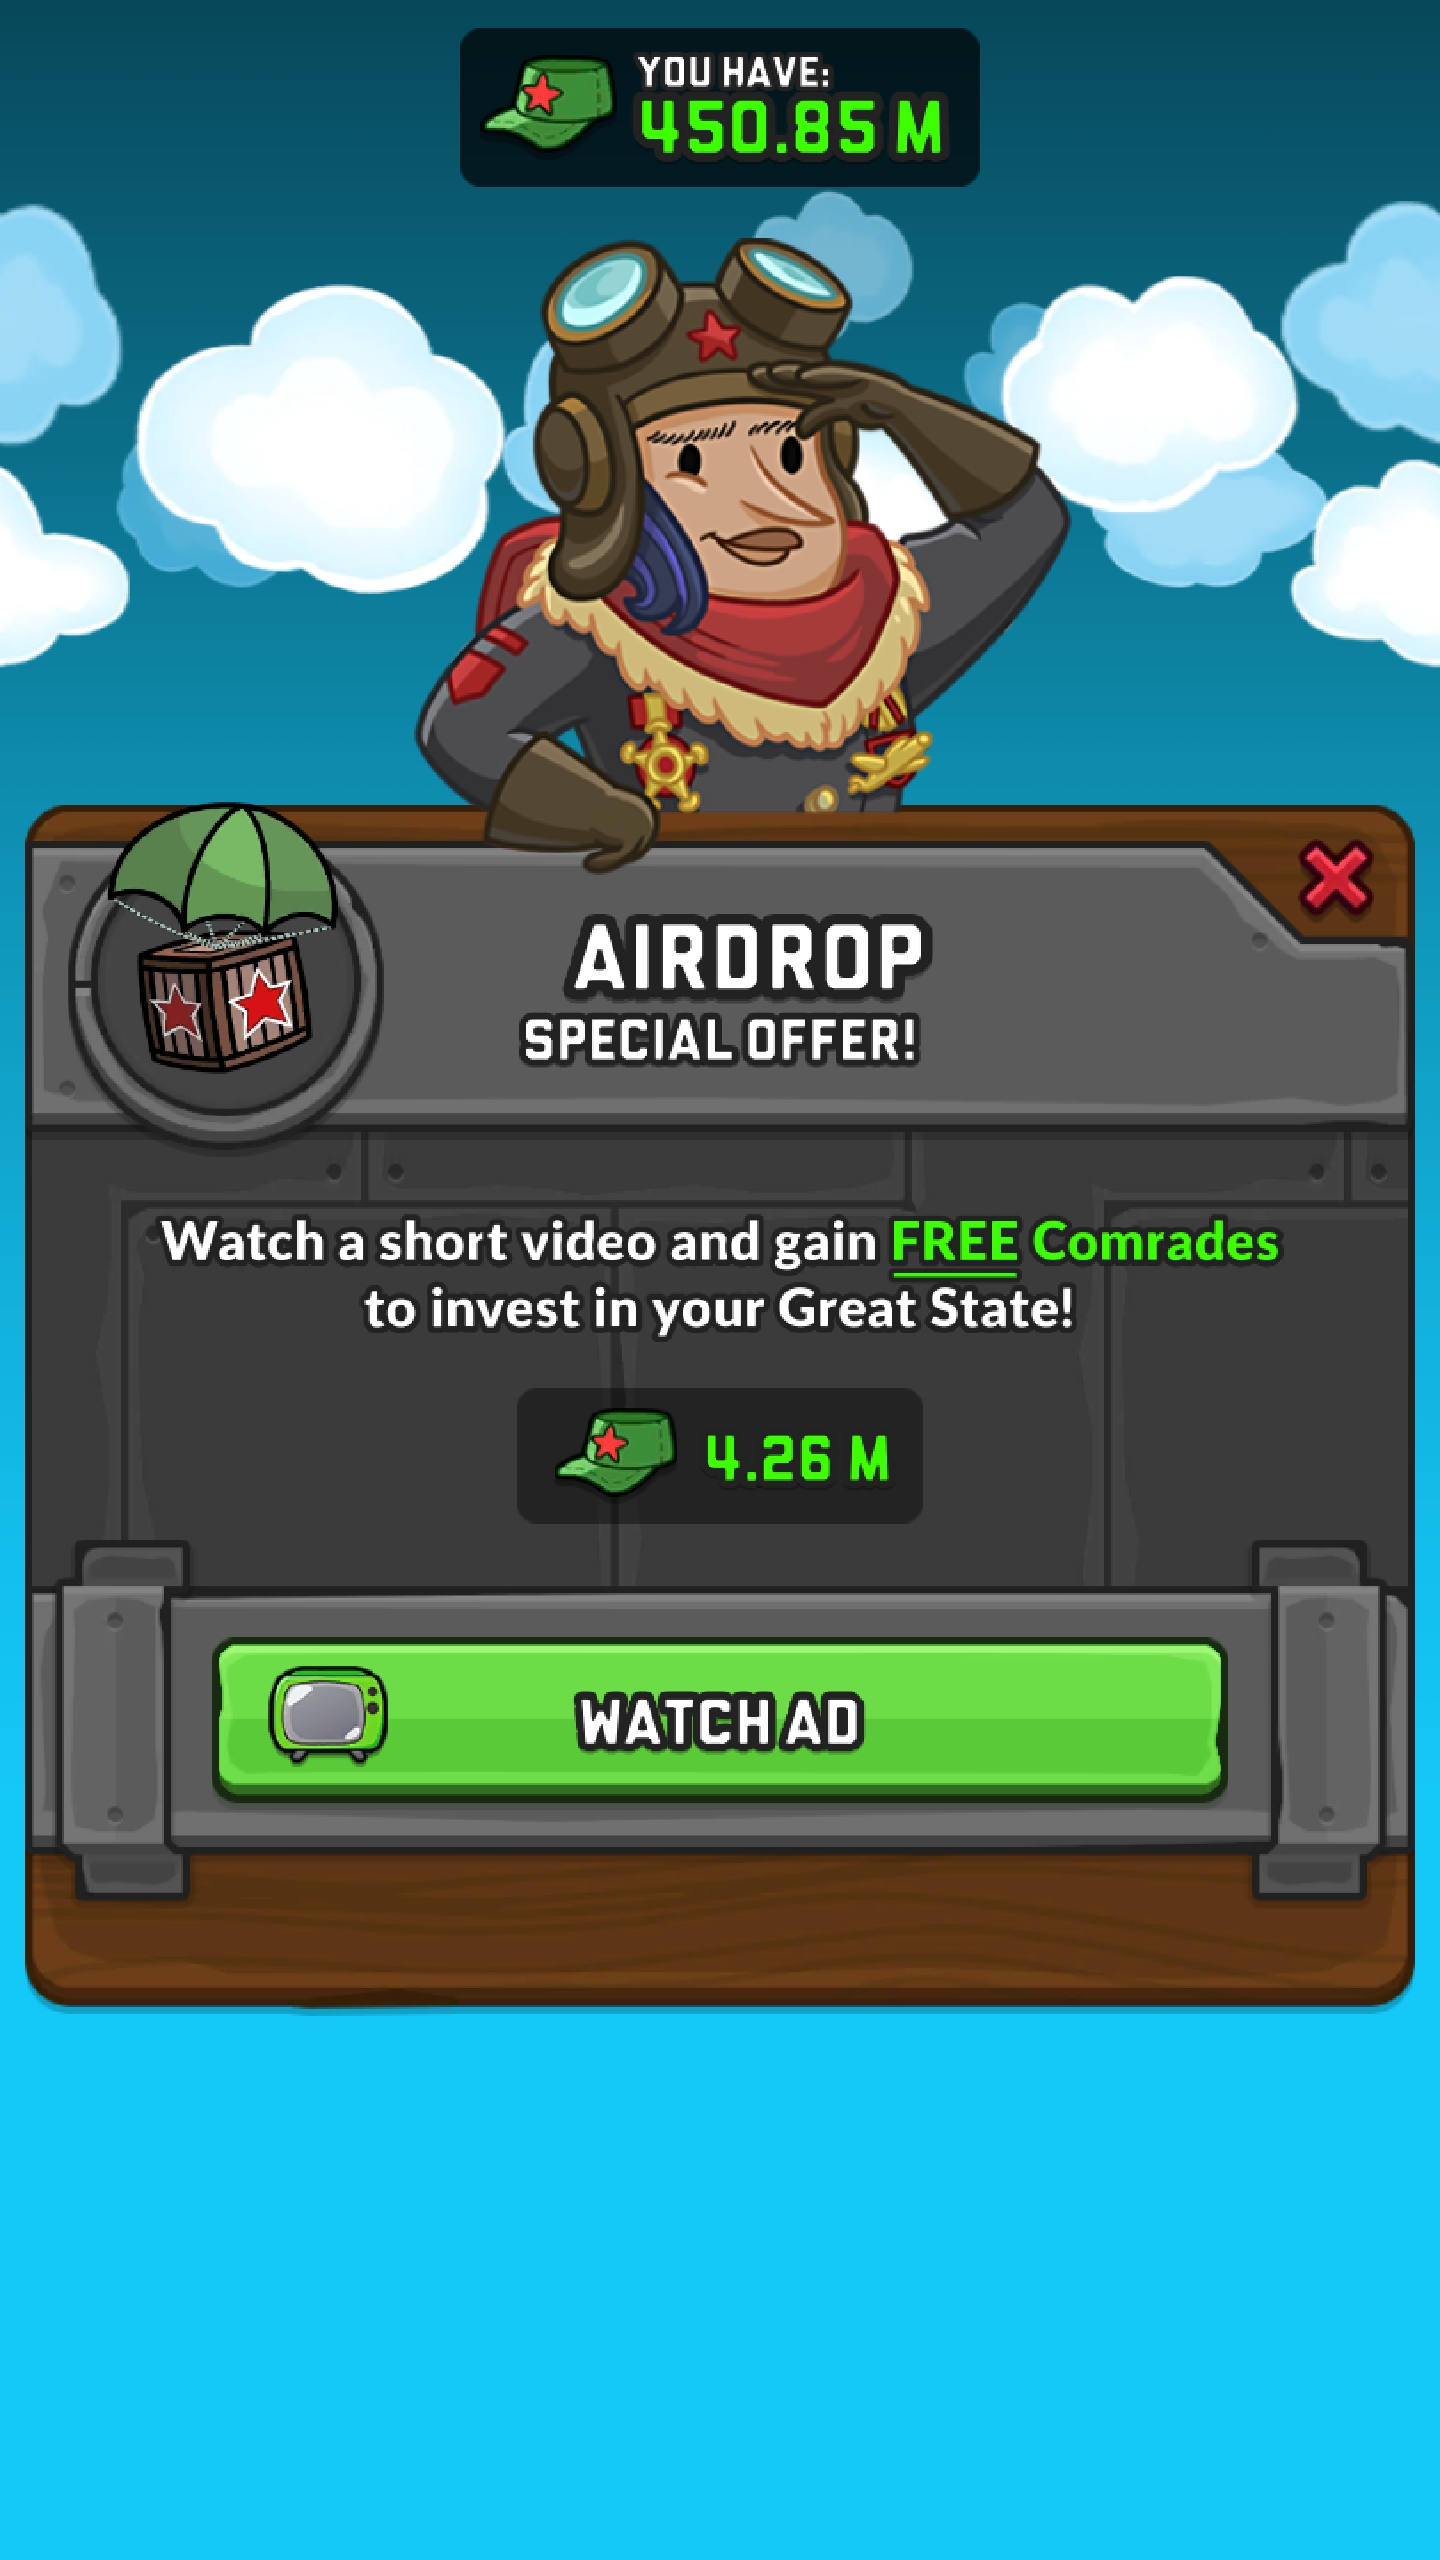 YOU HAVE:
450.85 M
AIRDROP
SPECIAL OFFER!
Watch a short video and gain FREE Comrades
to invest in your Great State!
4.26 M
WATCH AD